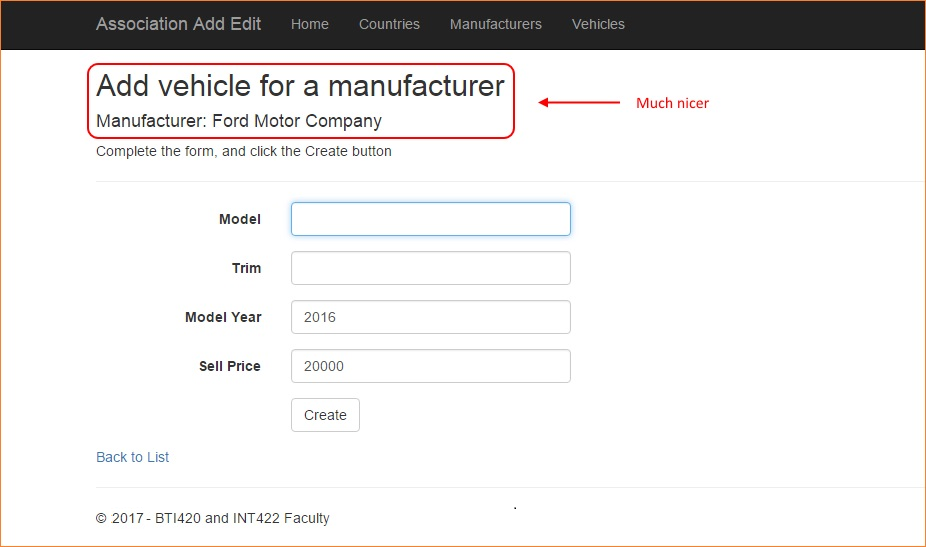 Association Add Edit Home Countries Manufacturers Vehicles
Add vehicle for a manufacturer
Much nicer
Manufacturer: Ford Motor Company
Complete the form, and click the Create button
Model
Trim
Model Year 2016
Sell Price 20000
Create
Back to List
© 2017 - BTI420 and INT422 Faculty